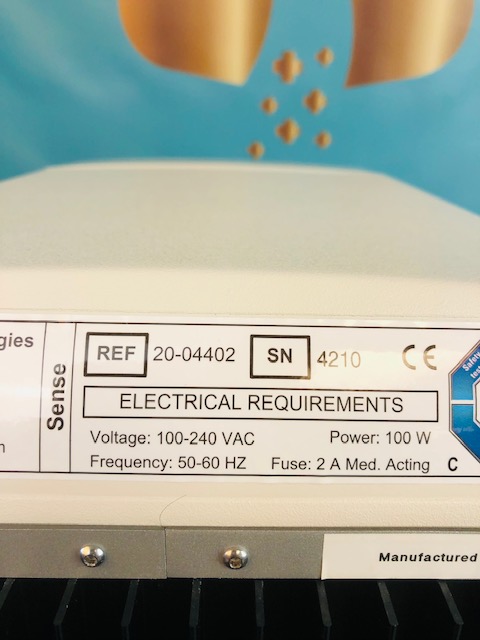 gies
REF 20-04402 SN 4210 CE
Sense
ELECTRICAL REQUIREMENTS
Voltage: 100-240 VAC Power: 100 W
Frequency: 50-60 HZ Fuse: 2 A Med. Acting C
Manufactured